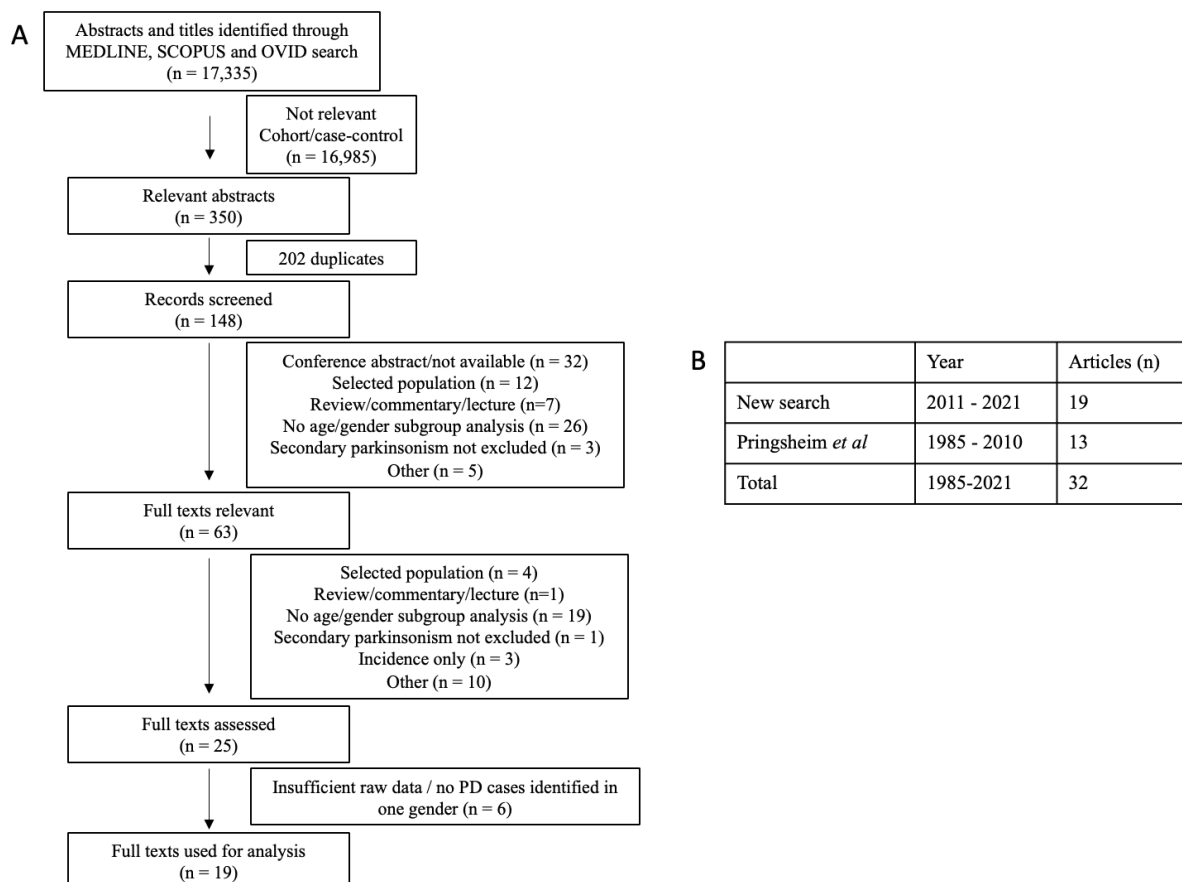 A
Abstracts and titles identified through
MEDLINE, SCOPUS and OVID search
(n = 17,335)
Not relevant
Cohort/case-control
(n = 16,985)
Relevant abstracts
(n = 350)
202 duplicates
Records screened
(n = 148)
Conference abstract/not available (n = 32)
Selected population (n = 12)
Review/commentary/lecture (n=7)
No age/gender subgroup analysis (n = 26)
Secondary parkinsonism not excluded (n = 3)
Other (n = 5)
Full texts relevant
(n = 63)
Selected population (n = 4)
Review/commentary/lecture (n=1)
No age/gender subgroup analysis (n = 19)
Secondary parkinsonism not excluded (n = 1)
Incidence only (n = 3)
Other (n = 10)
Full texts assessed
(n = 25)
Insufficient raw data / no PD cases identified in
one gender (n = 6)
Full texts used for analysis
(n = 19)
B
Year Articles (n)
New search 2011 - 2021 19
Pringsheim et al 1985 - 2010 13
Total 1985-2021 32